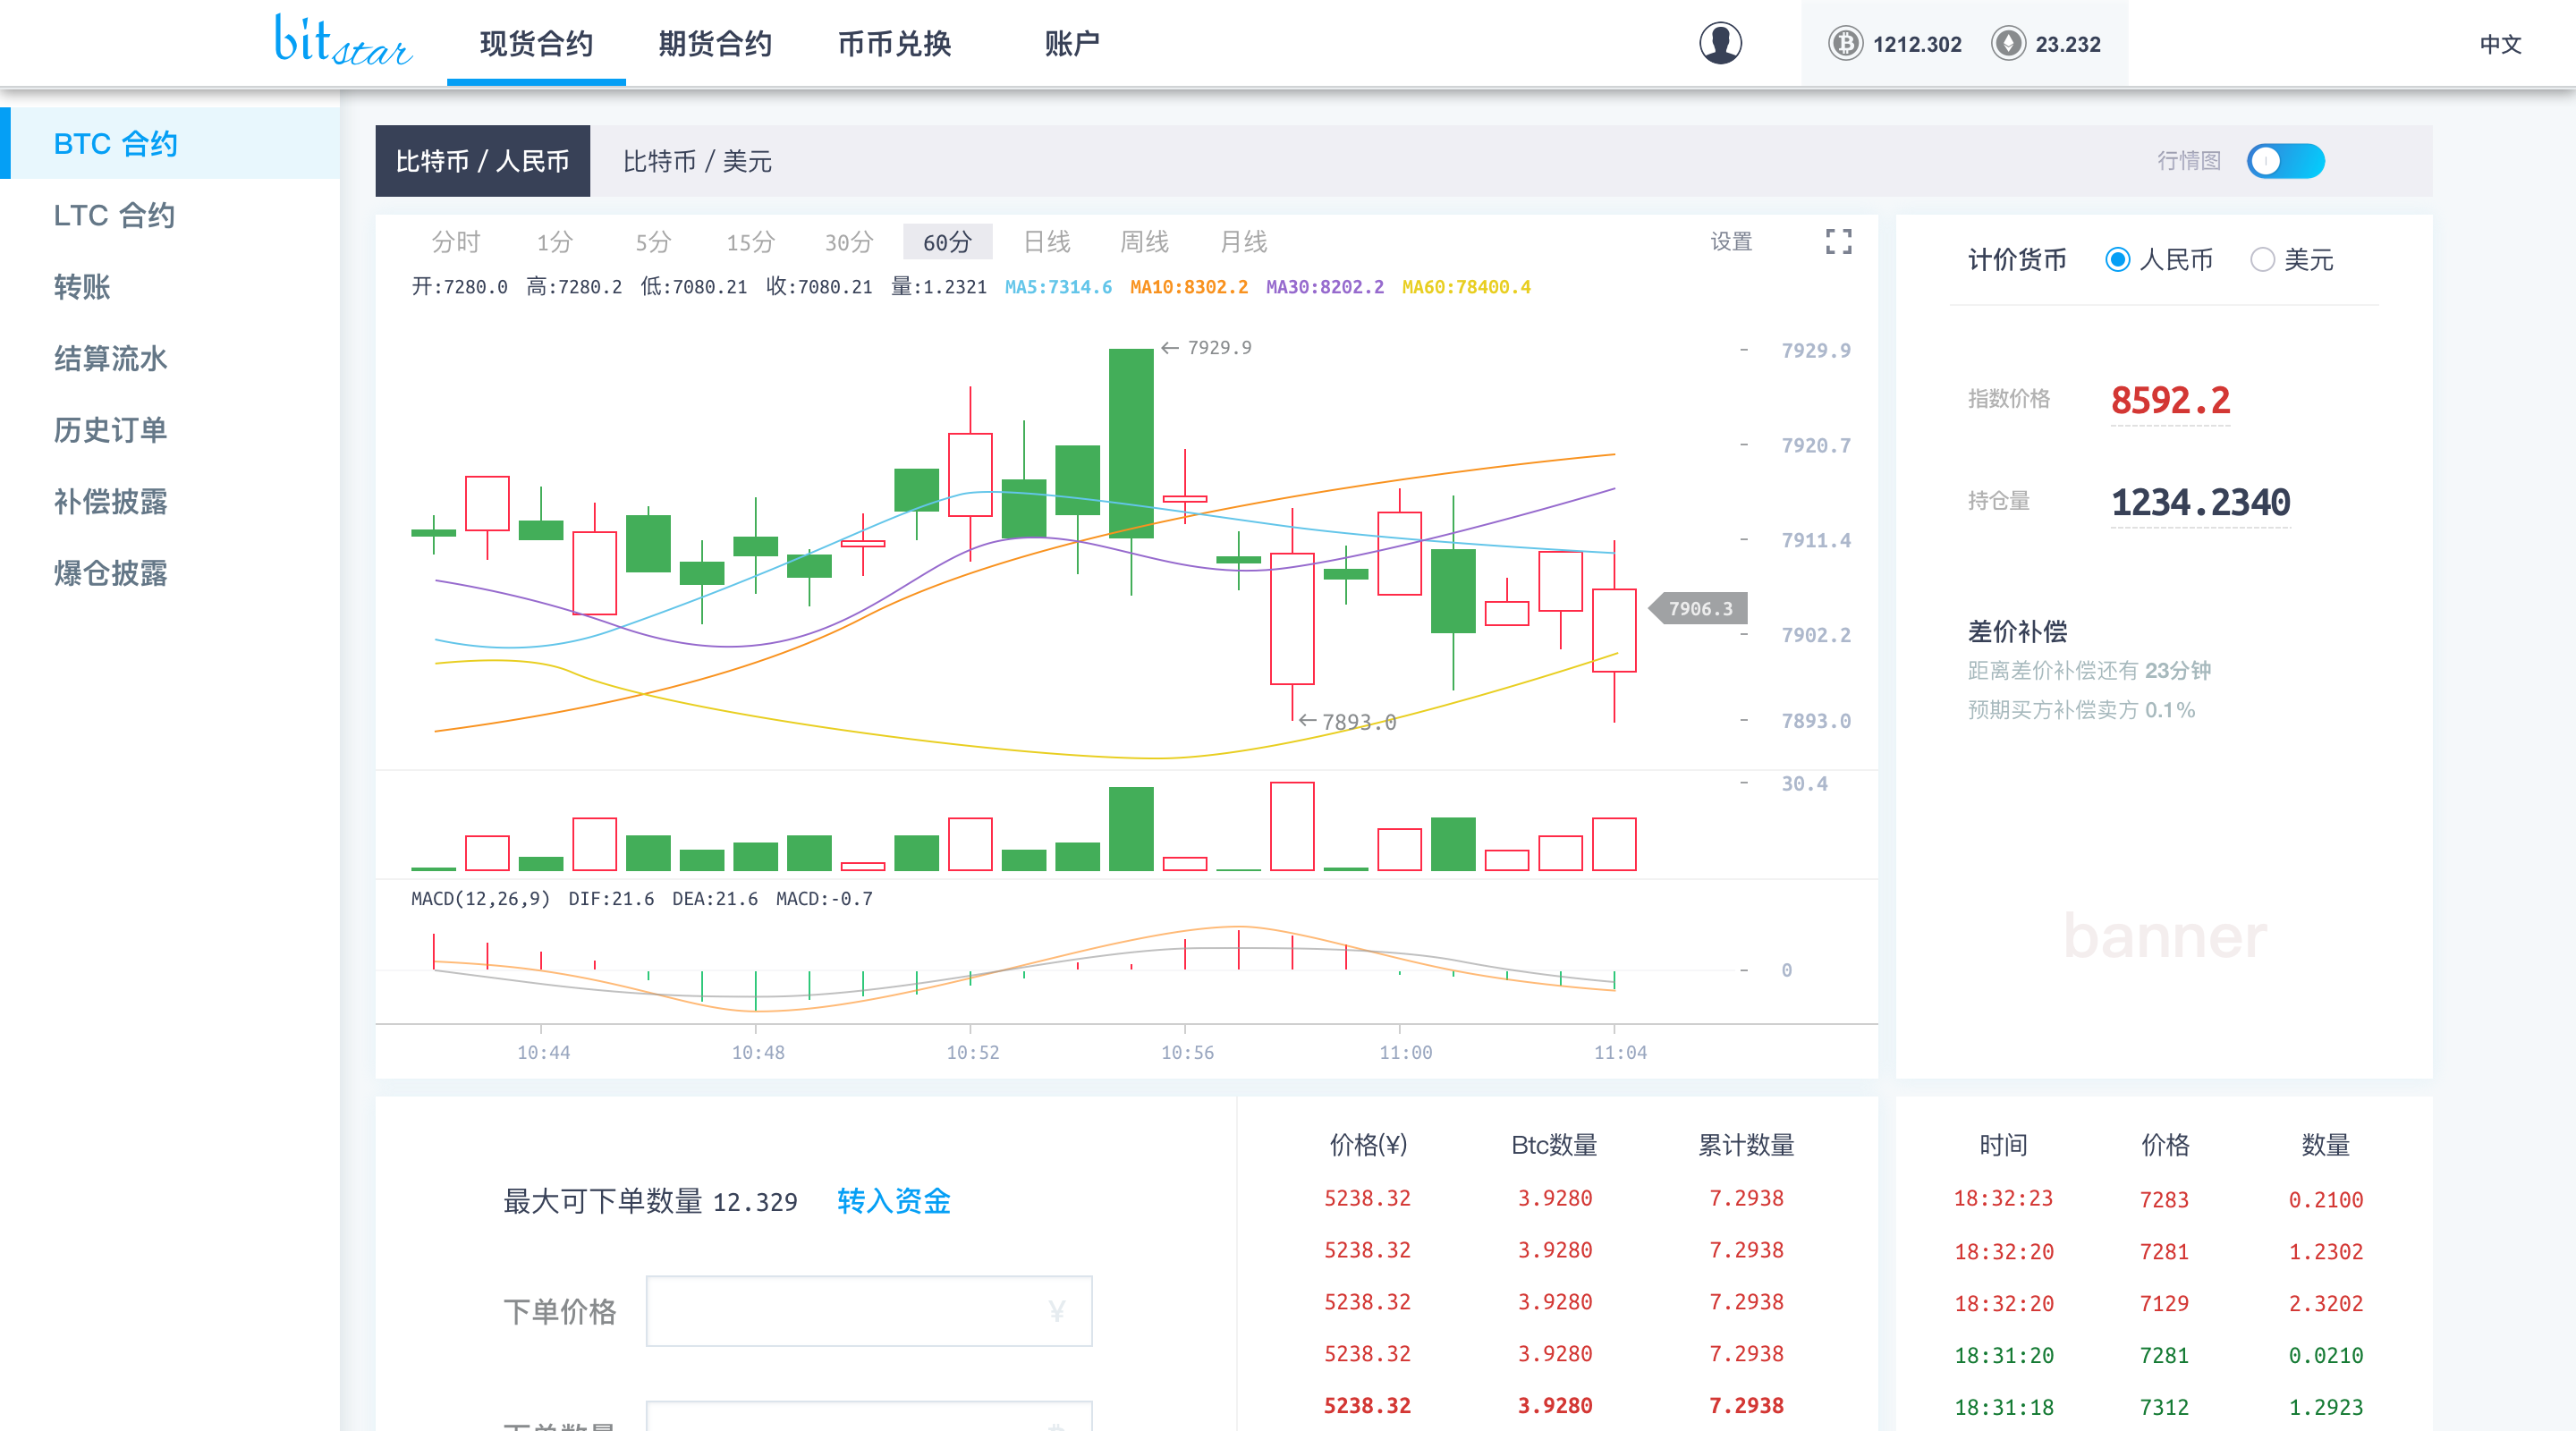 bitstar 现货合约 期货合约 币币兑换 账户 1212.302 23.232 中文
BTC 合约
LTC 合约
转账
结算流水
历史订单
补偿披露
爆仓披露
比特币 / 人民币 比特币 / 美元 行情图
分时 1分 5分 15分 30分 60分 日线 周线 月线 设置
开:7280.0 高:7280.2 低:7080.21 收:7080.21 量:1.2321 MA5:7314.6 MA10:8302.2 MA30:8202.2 MA60:78400.4
7929.9
7929.9
7920.7
7911.4
7906.3
7902.2
7893.0
7893.0
30.4
MACD(12,26,9) DIF:21.6 DEA:21.6 MACD:-0.7
0
10:44 10:48 10:52 10:56 11:00 11:04
计价货币 人民币 美元
指数价格 8592.2
持仓量 1234.2340
差价补偿
距离差价补偿还有 23分钟
预期买方补偿卖方 0.1%
banner
最大可下单数量 12.329 转入资金
下单价格 ¥
下单数量
价格(¥) Btc数量 累计数量
5238.32 3.9280 7.2938
5238.32 3.9280 7.2938
5238.32 3.9280 7.2938
5238.32 3.9280 7.2938
5238.32 3.9280 7.2938
时间 价格 数量
18:32:23 7283 0.2100
18:32:20 7281 1.2302
18:32:20 7129 2.3202
18:31:20 7281 0.0210
18:31:18 7312 1.2923